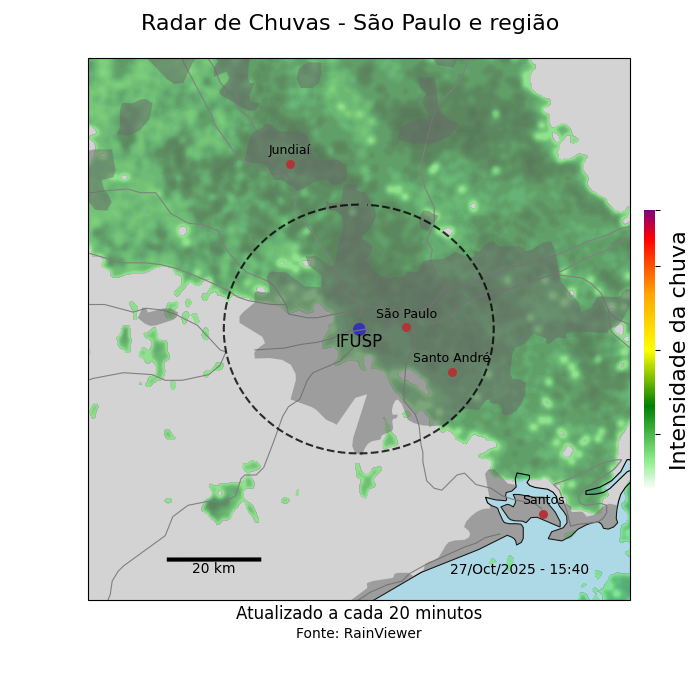 Radar de Chuvas - São Paulo e região
Jundiaí
São Paulo
IFUSP
Santo André
Santos
20 km
27/Oct/2025 - 15:40
Intensidade da chuva
Atualizado a cada 20 minutos
Fonte: RainViewer